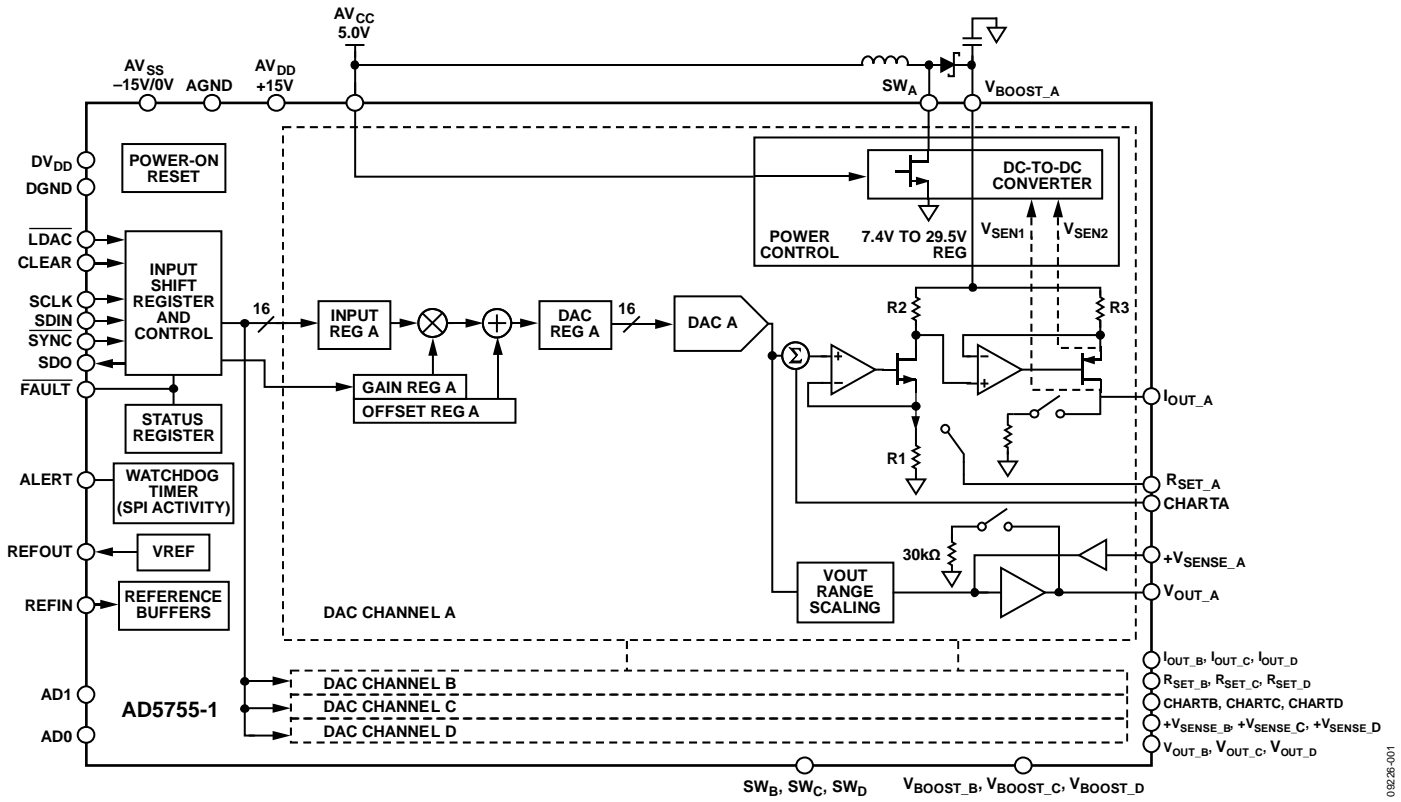 AVCC
5.0V
AVSS
–15V/0V
AGND
AVDD
+15V
SWA
VBOOST_A
DVDD
DGND
POWER-ON
RESET
LDAC
CLEAR
SCLK
SDIN
SYNC
SDO
FAULT
INPUT
SHIFT
REGISTER
AND
CONTROL
STATUS
REGISTER
ALERT
WATCHDOG
TIMER
(SPI ACTIVITY)
REFOUT
VREF
REFIN
REFERENCE
BUFFERS
AD1
AD0
AD5755-1
16
INPUT
REG A
GAIN REG A
OFFSET REG A
DAC
REG A
16
DAC A
DC-TO-DC
CONVERTER
POWER
CONTROL
7.4V TO 29.5V
REG
VSEN1
VSEN2
R2
R3
Σ
R1
IOUT_A
RSET_A
CHARTA
30kΩ
+VSENSE_A
VOUT
RANGE
SCALING
VOUT_A
DAC CHANNEL A
DAC CHANNEL B
DAC CHANNEL C
DAC CHANNEL D
IOUT_B, IOUT_C, IOUT_D
RSET_B, RSET_C, RSET_D
CHARTB, CHARTC, CHARTD
+VSENSE_B, +VSENSE_C, +VSENSE_D
VOUT_B, VOUT_C, VOUT_D
SWB, SWC, SWD
VBOOST_B, VBOOST_C, VBOOST_D
09226-001